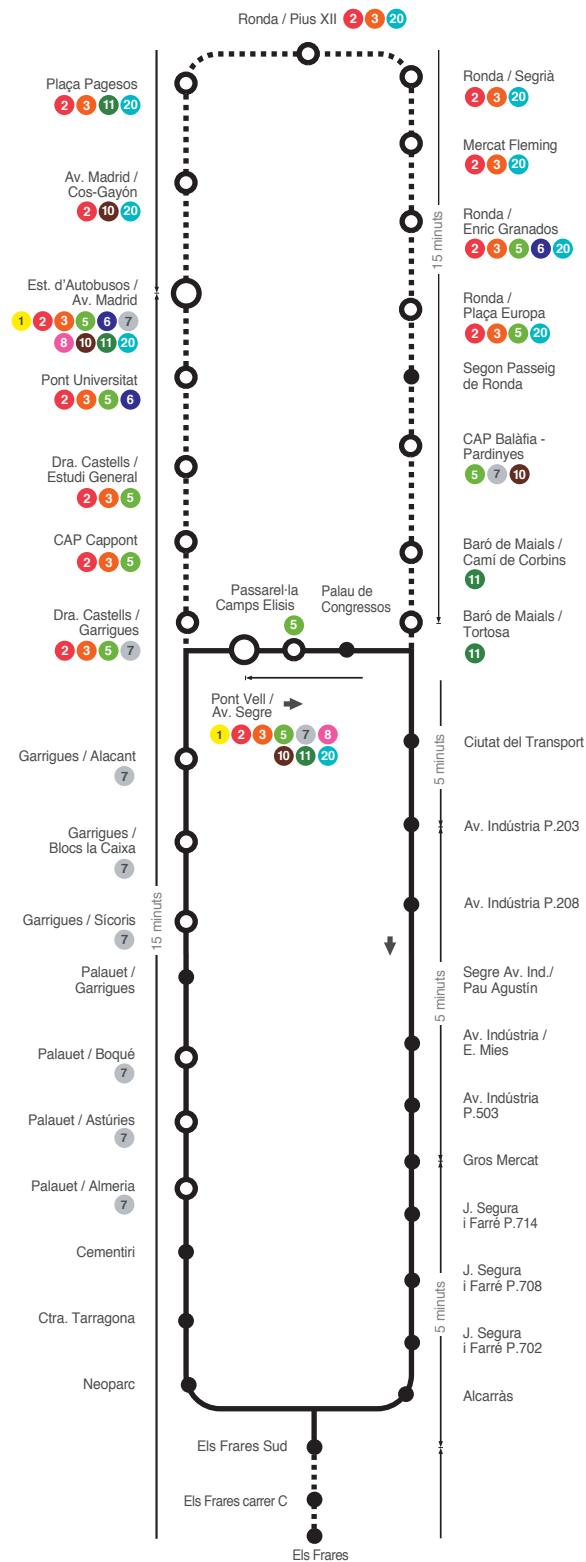 Ronda / Pius XII 2 3 20
Plaça Pagesos
2 3 11 20
Av. Madrid /
Cos-Gayón
2 10 20
Est. d'Autobusos /
Av. Madrid
1 2 3 5 6 7
8 10 11 20
Pont Universitat
2 3 5 6
Dra. Castells /
Estudi General
2 3 5
CAP Cappont
2 3 5
Dra. Castells /
Garrigues
2 3 5 7
Garrigues / Alacant
7
Garrigues /
Blocs la Caixa
7
Garrigues / Sícoris
7
Palauet /
Garrigues
Palauet / Boqué
7
Palauet / Astúries
7
Palauet / Almeria
7
Cementiri
Ctra. Tarragona
Neoparc
15 minuts
Passarel·la
Camps Elisis
5
Palau de
Congressos
Pont Vell /
Av. Segre
1 2 3 5 7 8
10 11 20
Ronda / Segrià
2 3 20
Mercat Fleming
2 3 20
Ronda /
Enric Granados
2 3 5 6 20
Ronda /
Plaça Europa
2 3 5 20
Segon Passeig
de Ronda
CAP Balàfia -
Pardinyes
5 7 10
Baró de Maials /
Camí de Corbins
11
Baró de Maials /
Tortosa
11
15 minuts
Ciutat del Transport
5 minuts
Av. Indústria P.203
Av. Indústria P.208
Segre Av. Ind./
Pau Agustín
5 minuts
Av. Indústria /
E. Mies
Av. Indústria
P.503
Gros Mercat
J. Segura
i Farré P.714
J. Segura
i Farré P.708
5 minuts
J. Segura
i Farré P.702
Alcarràs
Els Frares Sud
Els Frares carrer C
Els Frares